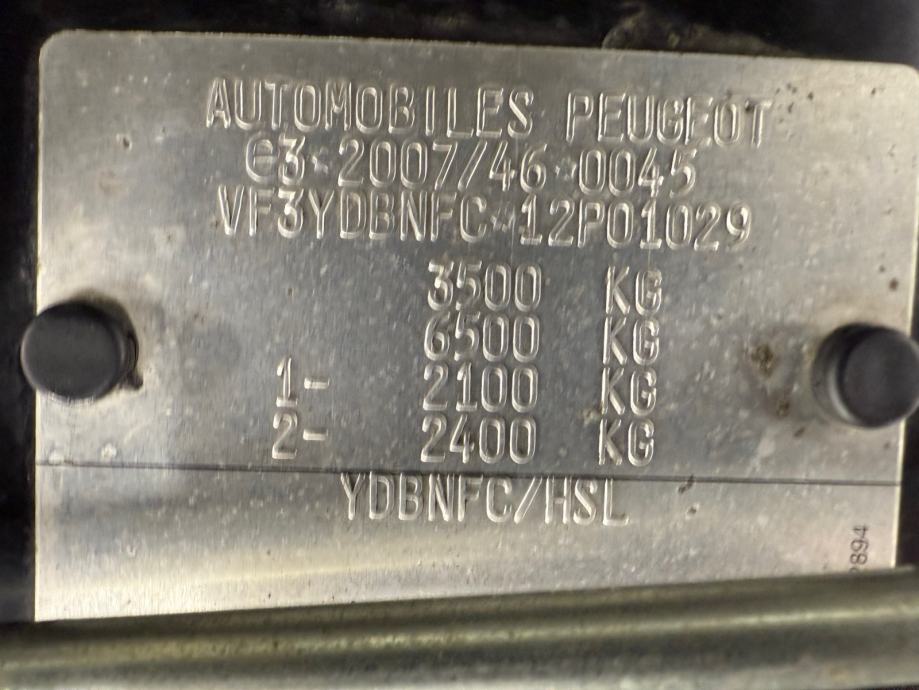 AUTOMOBILES PEUGEOT
e3*2007/46*0045
VF3YDBNFC*12P01029
3500 KG
6500 KG
1- 2100 KG
2- 2400 KG
YDBNFC/HSL